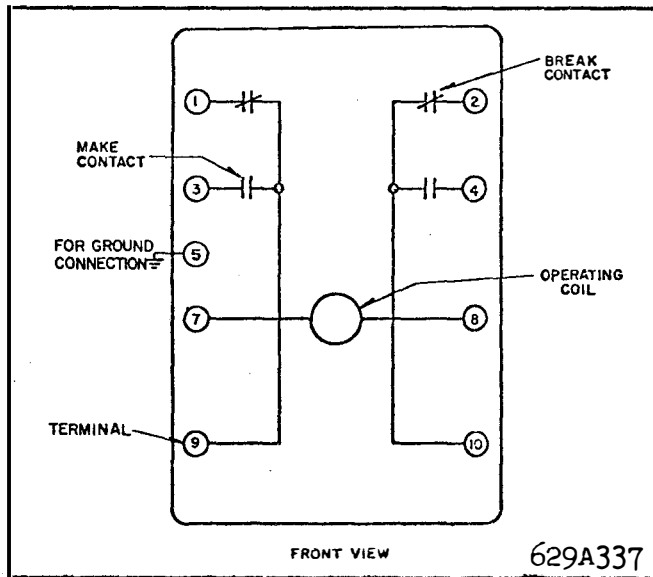 BREAK
CONTACT
1
2
MAKE
CONTACT
3
4
FOR GROUND
CONNECTION
5
OPERATING
COIL
7
8
TERMINAL
9
10
FRONT VIEW
629A337